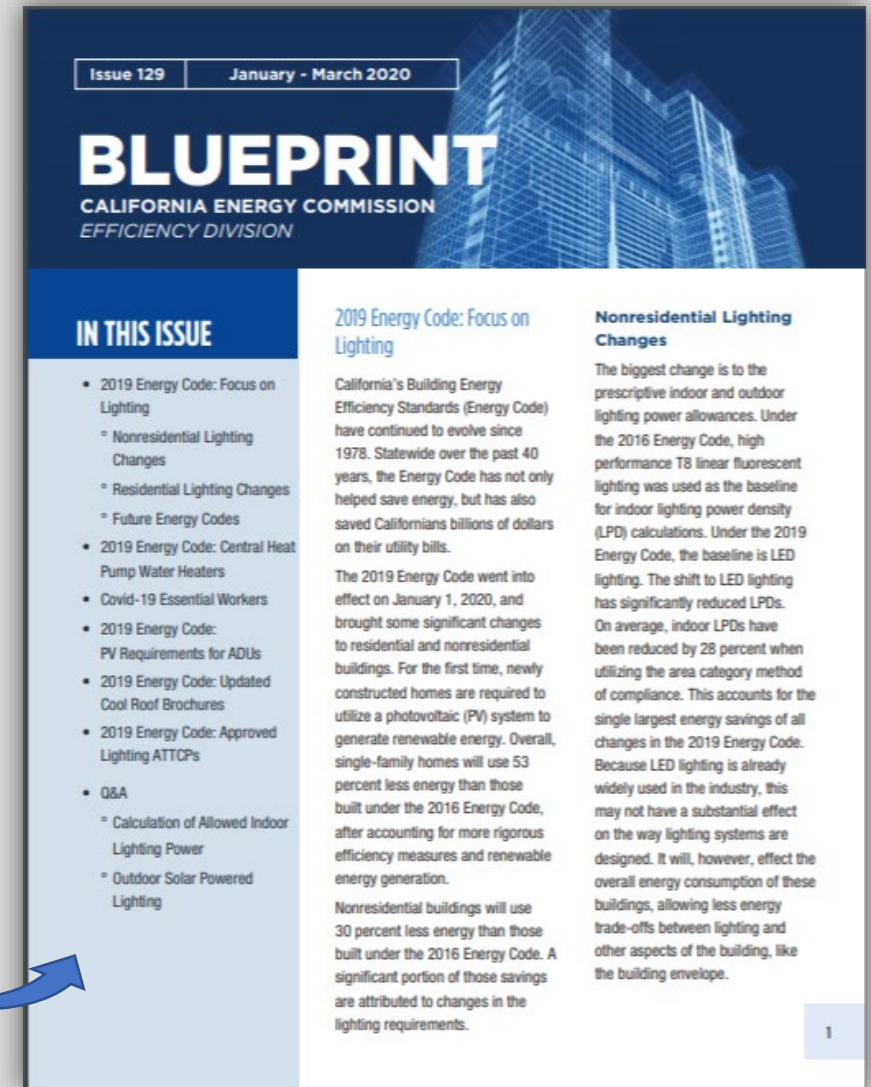 Issue 129
January - March 2020
BLUEPRINT
CALIFORNIA ENERGY COMMISSION
EFFICIENCY DIVISION
IN THIS ISSUE
• 2019 Energy Code: Focus on
Lighting
° Nonresidential Lighting
Changes
° Residential Lighting Changes
° Future Energy Codes
• 2019 Energy Code: Central Heat
Pump Water Heaters
• Covid-19 Essential Workers
• 2019 Energy Code:
PV Requirements for ADUs
• 2019 Energy Code: Updated
Cool Roof Brochures
• 2019 Energy Code: Approved
Lighting ATTCPs
• Q&A
° Calculation of Allowed Indoor
Lighting Power
° Outdoor Solar Powered
Lighting
2019 Energy Code: Focus on
Lighting
California's Building Energy
Efficiency Standards (Energy Code)
have continued to evolve since
1978. Statewide over the past 40
years, the Energy Code has not only
helped save energy, but has also
saved Californians billions of dollars
on their utility bills.
The 2019 Energy Code went into
effect on January 1, 2020, and
brought some significant changes
to residential and nonresidential
buildings. For the first time, newly
constructed homes are required to
utilize a photovoltaic (PV) system to
generate renewable energy. Overall,
single-family homes will use 53
percent less energy than those
built under the 2016 Energy Code,
after accounting for more rigorous
efficiency measures and renewable
energy generation.
Nonresidential buildings will use
30 percent less energy than those
built under the 2016 Energy Code. A
significant portion of those savings
are attributed to changes in the
lighting requirements.
Nonresidential Lighting
Changes
The biggest change is to the
prescriptive indoor and outdoor
lighting power allowances. Under
the 2016 Energy Code, high
performance T8 linear fluorescent
lighting was used as the baseline
for indoor lighting power density
(LPD) calculations. Under the 2019
Energy Code, the baseline is LED
lighting. The shift to LED lighting
has significantly reduced LPDs.
On average, indoor LPDs have
been reduced by 28 percent when
utilizing the area category method
of compliance. This accounts for the
single largest energy savings of all
changes in the 2019 Energy Code.
Because LED lighting is already
widely used in the industry, this
may not have a substantial effect
on the way lighting systems are
designed. It will, however, effect the
overall energy consumption of these
buildings, allowing less energy
trade-offs between lighting and
other aspects of the building, like
the building envelope.
1